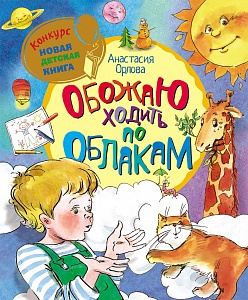 Конкурс
НОВАЯ
ДЕТСКАЯ
КНИГА
Анастасия
Орлова
Обожаю
ходить
по
облакам